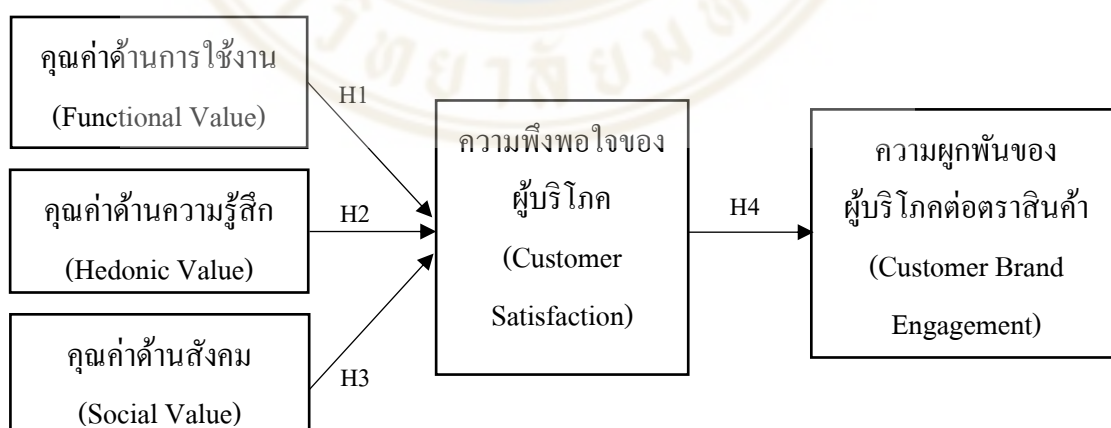 คุณค่าด้านการใช้งาน
(Functional Value)
H1
คุณค่าด้านความรู้สึก
(Hedonic Value)
H2
คุณค่าด้านสังคม
(Social Value)
H3
ความพึงพอใจของ
ผู้บริโภค
(Customer
Satisfaction)
H4
ความผูกพันของ
ผู้บริโภคต่อตราสินค้า
(Customer Brand
Engagement)